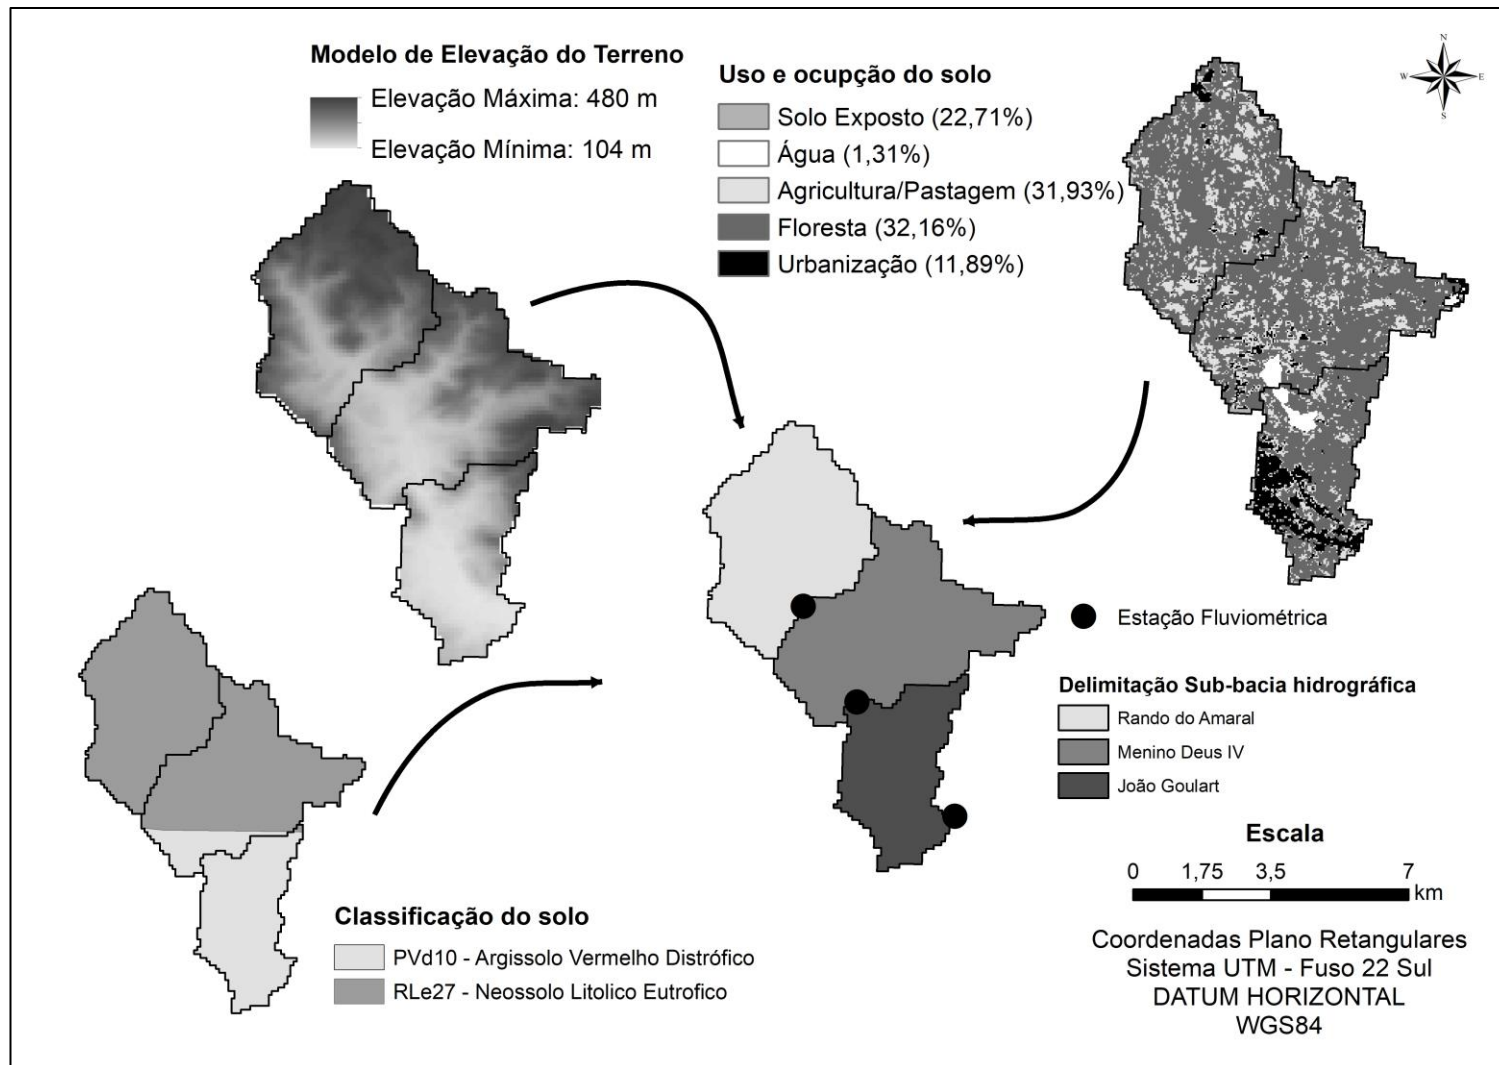 Modelo de Elevação do Terreno
Elevação Máxima: 480 m
Elevação Mínima: 104 m
Uso e ocupção do solo
Solo Exposto (22,71%)
Água (1,31%)
Agricultura/Pastagem (31,93%)
Floresta (32,16%)
Urbanização (11,89%)
N
W
E
S
Estação Fluviométrica
Delimitação Sub-bacia hidrográfica
Rando do Amaral
Menino Deus IV
João Goulart
Classificação do solo
PVd10 - Argissolo Vermelho Distrófico
RLe27 - Neossolo Litolico Eutrofico
Escala
0 1,75 3,5 7
km
Coordenadas Plano Retangulares
Sistema UTM - Fuso 22 Sul
DATUM HORIZONTAL
WGS84